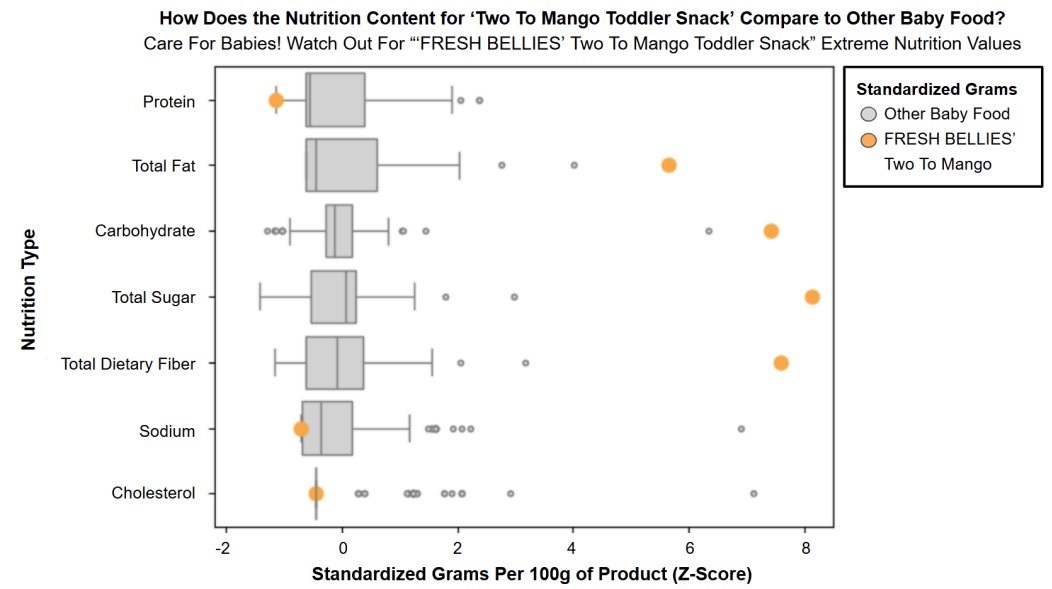 How Does the Nutrition Content for ‘Two To Mango Toddler Snack’ Compare to Other Baby Food?
Care For Babies! Watch Out For “‘FRESH BELLIES’ Two To Mango Toddler Snack” Extreme Nutrition Values
Standardized Grams
Other Baby Food
FRESH BELLIES’
Two To Mango
Nutrition Type
Protein
Total Fat
Carbohydrate
Total Sugar
Total Dietary Fiber
Sodium
Cholesterol
-2 0 2 4 6 8
Standardized Grams Per 100g of Product (Z-Score)